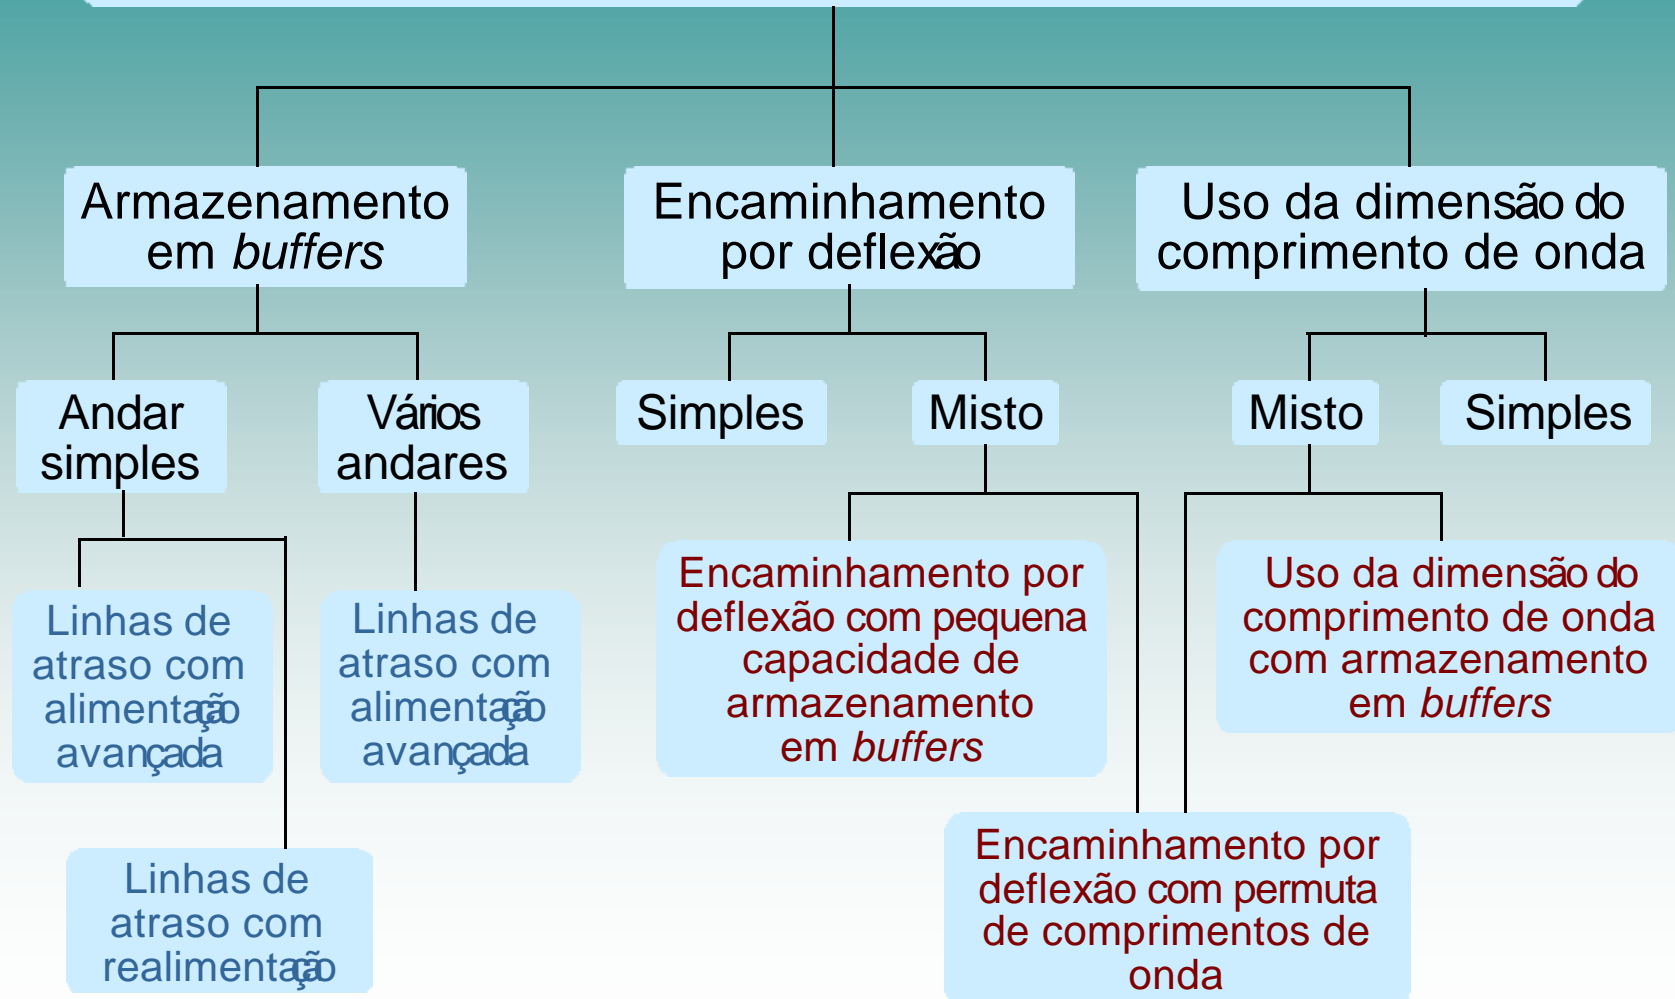 Armazenamento
em buffers
Encaminhamento
por deflexão
Uso da dimensão do
comprimento de onda
Andar
simples
Vários
andares
Simples
Misto
Misto
Simples
Linhas de
atraso com
alimentação
avançada
Linhas de
atraso com
alimentação
avançada
Encaminhamento por
deflexão com pequena
capacidade de
armazenamento
em buffers
Uso da dimensão do
comprimento de onda
com armazenamento
em buffers
Linhas de
atraso com
realimentação
Encaminhamento por
deflexão com permuta
de comprimentos de
onda